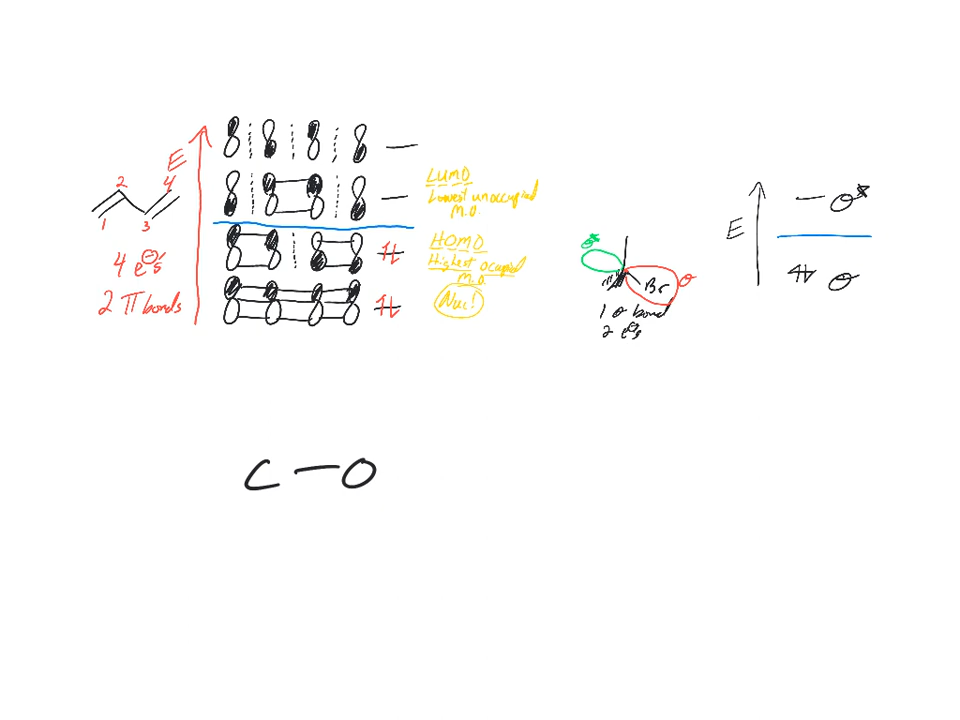 E
2
4
1
3
4 e⊖'s
2 π bonds
LUMO
Lowest unoccupied
M.O.
HOMO
Highest occupied
M.O.
Nuc!
σ*
Br
σ
1 σ bond
2 e⊖'s
E
σ*
σ
C — O